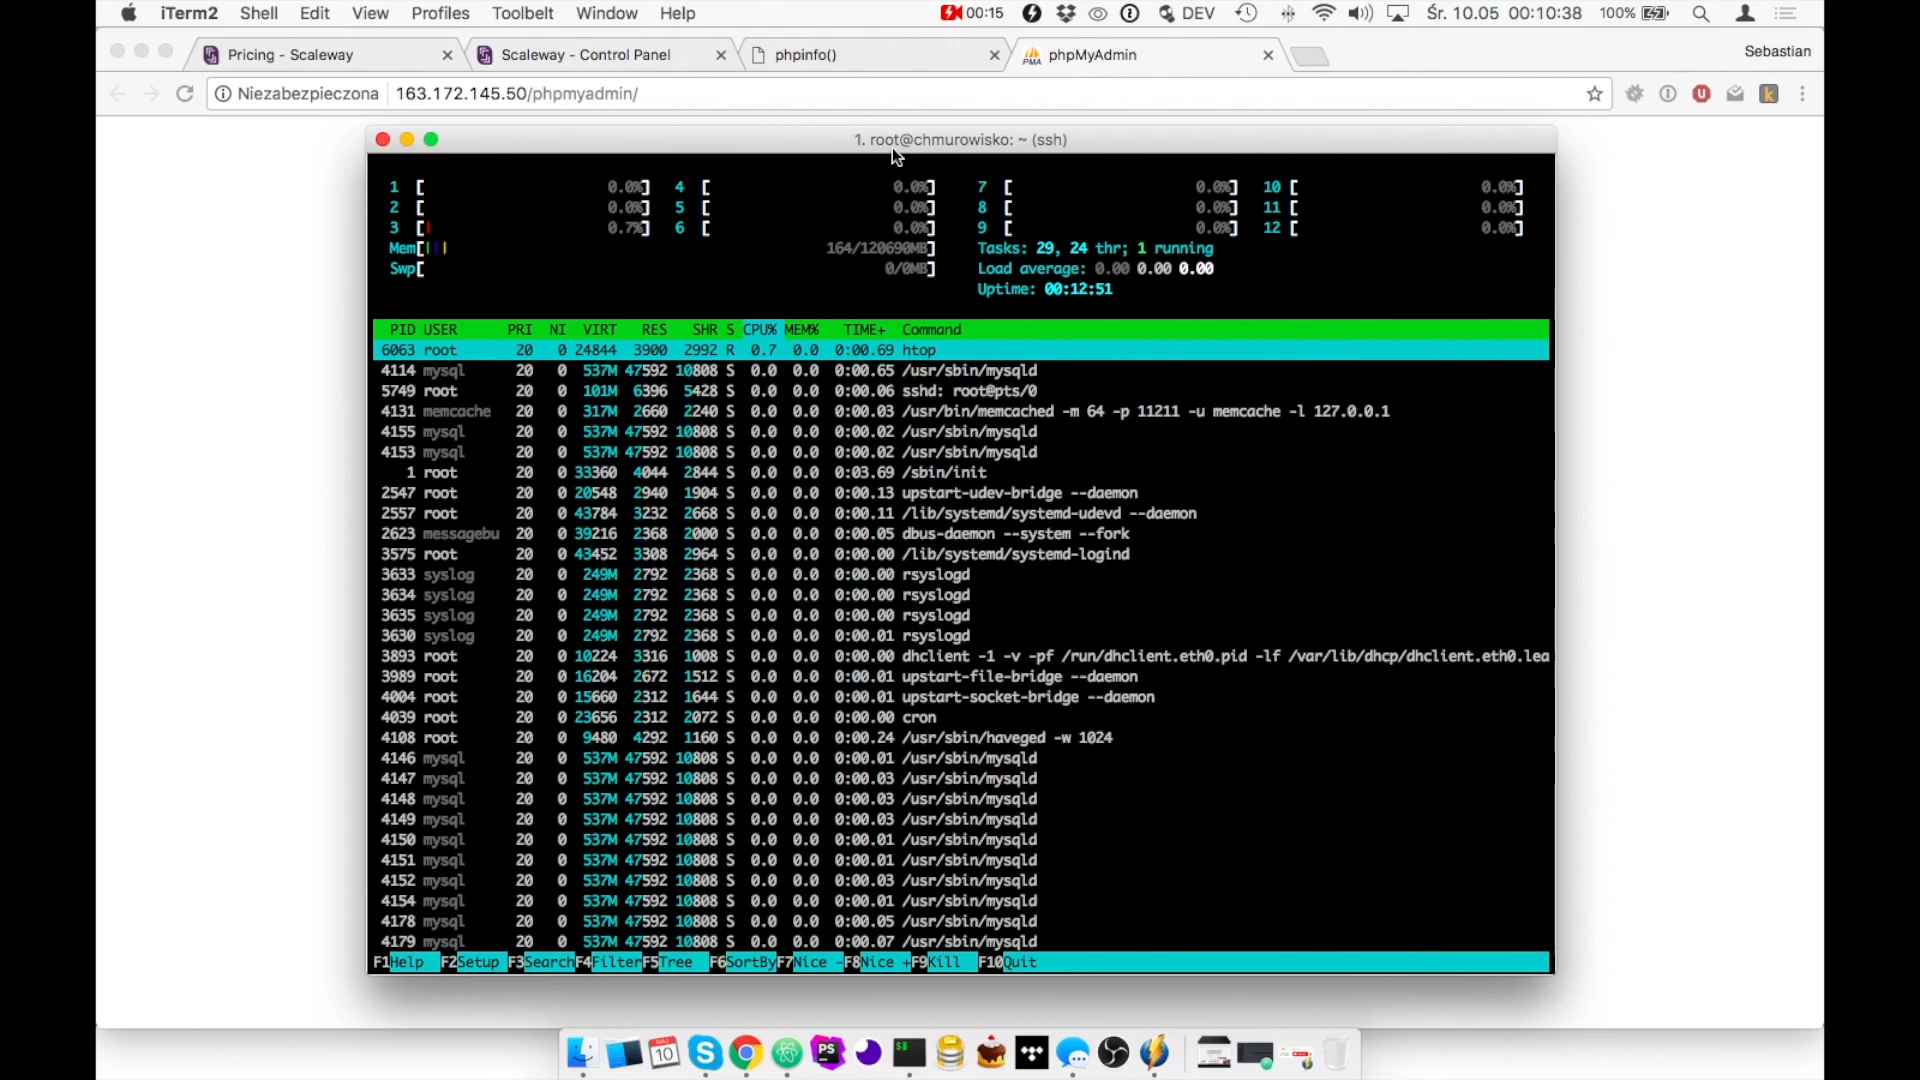 iTerm2 Shell Edit View Profiles Toolbelt Window Help 00:15 DEV Śr. 10.05 00:10:38 100%
Pricing - Scaleway Scaleway - Control Panel phpinfo() phpMyAdmin Sebastian
Niezabezpieczona 163.172.145.50/phpmyadmin/
1. root@chmurowisko: ~ (ssh)
1 [ 0.0%] 4 [ 0.0%] 7 [ 0.0%] 10 [ 0.0%]
2 [ 0.0%] 5 [ 0.0%] 8 [ 0.0%] 11 [ 0.0%]
3 [| 0.7%] 6 [ 0.0%] 9 [ 0.0%] 12 [ 0.0%]
Mem[||| 164/120690MB] Tasks: 29, 24 thr; 1 running
Swp[ 0/0MB] Load average: 0.00 0.00 0.00
Uptime: 00:12:51
PID USER PRI NI VIRT RES SHR S CPU% MEM% TIME+ Command
6063 root 20 0 24844 3900 2992 R 0.7 0.0 0:00.69 htop
4114 mysql 20 0 537M 47592 10808 S 0.0 0.0 0:00.65 /usr/sbin/mysqld
5749 root 20 0 101M 6396 5428 S 0.0 0.0 0:00.06 sshd: root@pts/0
4131 memcache 20 0 317M 2660 2240 S 0.0 0.0 0:00.03 /usr/bin/memcached -m 64 -p 11211 -u memcache -l 127.0.0.1
4155 mysql 20 0 537M 47592 10808 S 0.0 0.0 0:00.02 /usr/sbin/mysqld
4153 mysql 20 0 537M 47592 10808 S 0.0 0.0 0:00.02 /usr/sbin/mysqld
1 root 20 0 33360 4044 2844 S 0.0 0.0 0:03.69 /sbin/init
2547 root 20 0 20548 2940 1904 S 0.0 0.0 0:00.13 upstart-udev-bridge --daemon
2557 root 20 0 43784 3232 2668 S 0.0 0.0 0:00.11 /lib/systemd/systemd-udevd --daemon
2623 messagebu 20 0 39216 2368 2000 S 0.0 0.0 0:00.05 dbus-daemon --system --fork
3575 root 20 0 43452 3308 2964 S 0.0 0.0 0:00.00 /lib/systemd/systemd-logind
3633 syslog 20 0 249M 2792 2368 S 0.0 0.0 0:00.00 rsyslogd
3634 syslog 20 0 249M 2792 2368 S 0.0 0.0 0:00.00 rsyslogd
3635 syslog 20 0 249M 2792 2368 S 0.0 0.0 0:00.00 rsyslogd
3630 syslog 20 0 249M 2792 2368 S 0.0 0.0 0:00.01 rsyslogd
3893 root 20 0 10224 3316 1008 S 0.0 0.0 0:00.00 dhclient -1 -v -pf /run/dhclient.eth0.pid -lf /var/lib/dhcp/dhclient.eth0.lea
3989 root 20 0 16204 2672 1512 S 0.0 0.0 0:00.01 upstart-file-bridge --daemon
4004 root 20 0 15660 2312 1644 S 0.0 0.0 0:00.01 upstart-socket-bridge --daemon
4039 root 20 0 23656 2312 2072 S 0.0 0.0 0:00.00 cron
4108 root 20 0 9480 4292 1160 S 0.0 0.0 0:00.24 /usr/sbin/haveged -w 1024
4146 mysql 20 0 537M 47592 10808 S 0.0 0.0 0:00.01 /usr/sbin/mysqld
4147 mysql 20 0 537M 47592 10808 S 0.0 0.0 0:00.03 /usr/sbin/mysqld
4148 mysql 20 0 537M 47592 10808 S 0.0 0.0 0:00.03 /usr/sbin/mysqld
4149 mysql 20 0 537M 47592 10808 S 0.0 0.0 0:00.03 /usr/sbin/mysqld
4150 mysql 20 0 537M 47592 10808 S 0.0 0.0 0:00.01 /usr/sbin/mysqld
4151 mysql 20 0 537M 47592 10808 S 0.0 0.0 0:00.01 /usr/sbin/mysqld
4152 mysql 20 0 537M 47592 10808 S 0.0 0.0 0:00.03 /usr/sbin/mysqld
4154 mysql 20 0 537M 47592 10808 S 0.0 0.0 0:00.01 /usr/sbin/mysqld
4178 mysql 20 0 537M 47592 10808 S 0.0 0.0 0:00.05 /usr/sbin/mysqld
4179 mysql 20 0 537M 47592 10808 S 0.0 0.0 0:00.07 /usr/sbin/mysqld
F1Help F2Setup F3SearchF4FilterF5Tree F6SortByF7Nice -F8Nice +F9Kill F10Quit